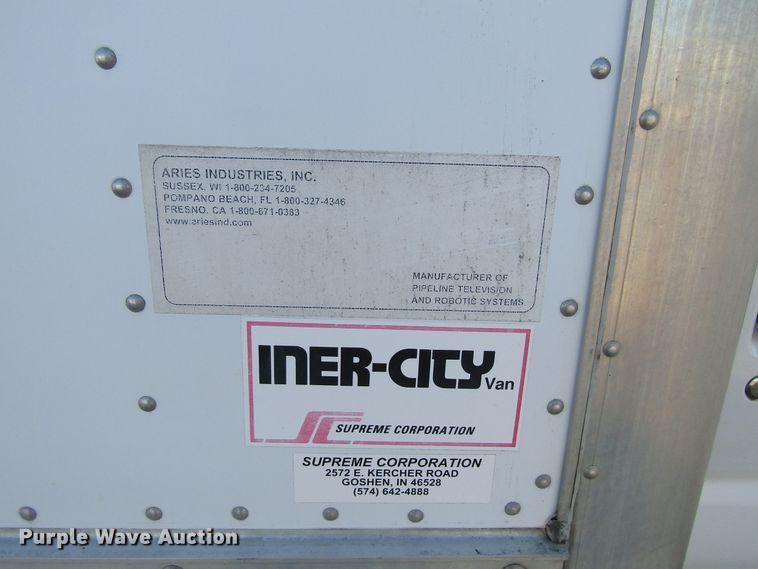 ARIES INDUSTRIES, INC.
SUSSEX, WI 1-800-234-7205
POMPANO BEACH, FL 1-800-327-4346
FRESNO, CA 1-800-671-0383
www.ariesind.com
MANUFACTURER OF
PIPELINE TELEVISION
AND ROBOTIC SYSTEMS
INER-CITY Van
SUPREME CORPORATION
SUPREME CORPORATION
2572 E. KERCHER ROAD
GOSHEN, IN 46528
(574) 642-4888
Purple Wave Auction